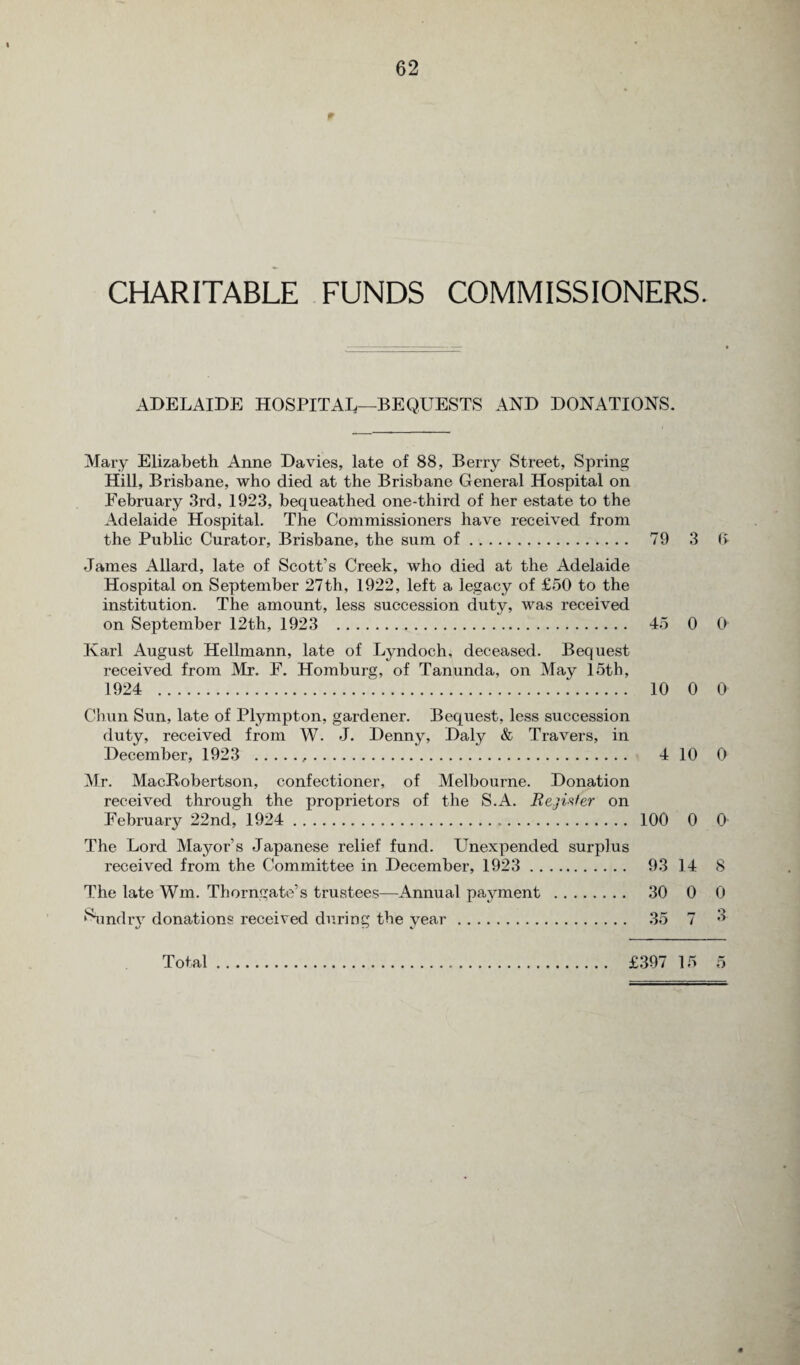 62
CHARITABLE FUNDS COMMISSIONERS.
ADELAIDE HOSPITAL—BEQUESTS AND DONATIONS.
Mary Elizabeth Anne Davies, late of 88, Berry Street, Spring
Hill, Brisbane, who died at the Brisbane General Hospital on
February 3rd, 1923, bequeathed one-third of her estate to the
Adelaide Hospital. The Commissioners have received from
the Public Curator, Brisbane, the sum of .................. 79 3 6
James Allard, late of Scott's Creek, who died at the Adelaide
Hospital on September 27th, 1922, left a legacy of £50 to the
institution. The amount, less succession duty, was received
on September 12th, 1923 .................. 45 0 0
Karl August Hellmann, late of Lyndoch, deceased. Bequest
received from Mr. F. Homburg, of Tanunda, on May 15th,
1924 .................. 10 0 0
Chun Sun, late of Plympton, gardener. Bequest, less succession
duty, received from W. J. Denny, Daly & Travers, in
December, 1923 .................. 4 10 0
Mr. MacRobertson, confectioner, of Melbourne. Donation
received through the proprietors of the S.A. Register on
February 22nd, 1924 .................. 100 0 0
The Lord Mayor's Japanese relief fund. Unexpended surplus
received from the Committee in December, 1923 .......... 93 14 8
The late Wm. Thorngate's trustees—Annual payment ........ 30 0 0
Sundry donations received during the year .................. 35 7 3
Total .................. £397 15 5